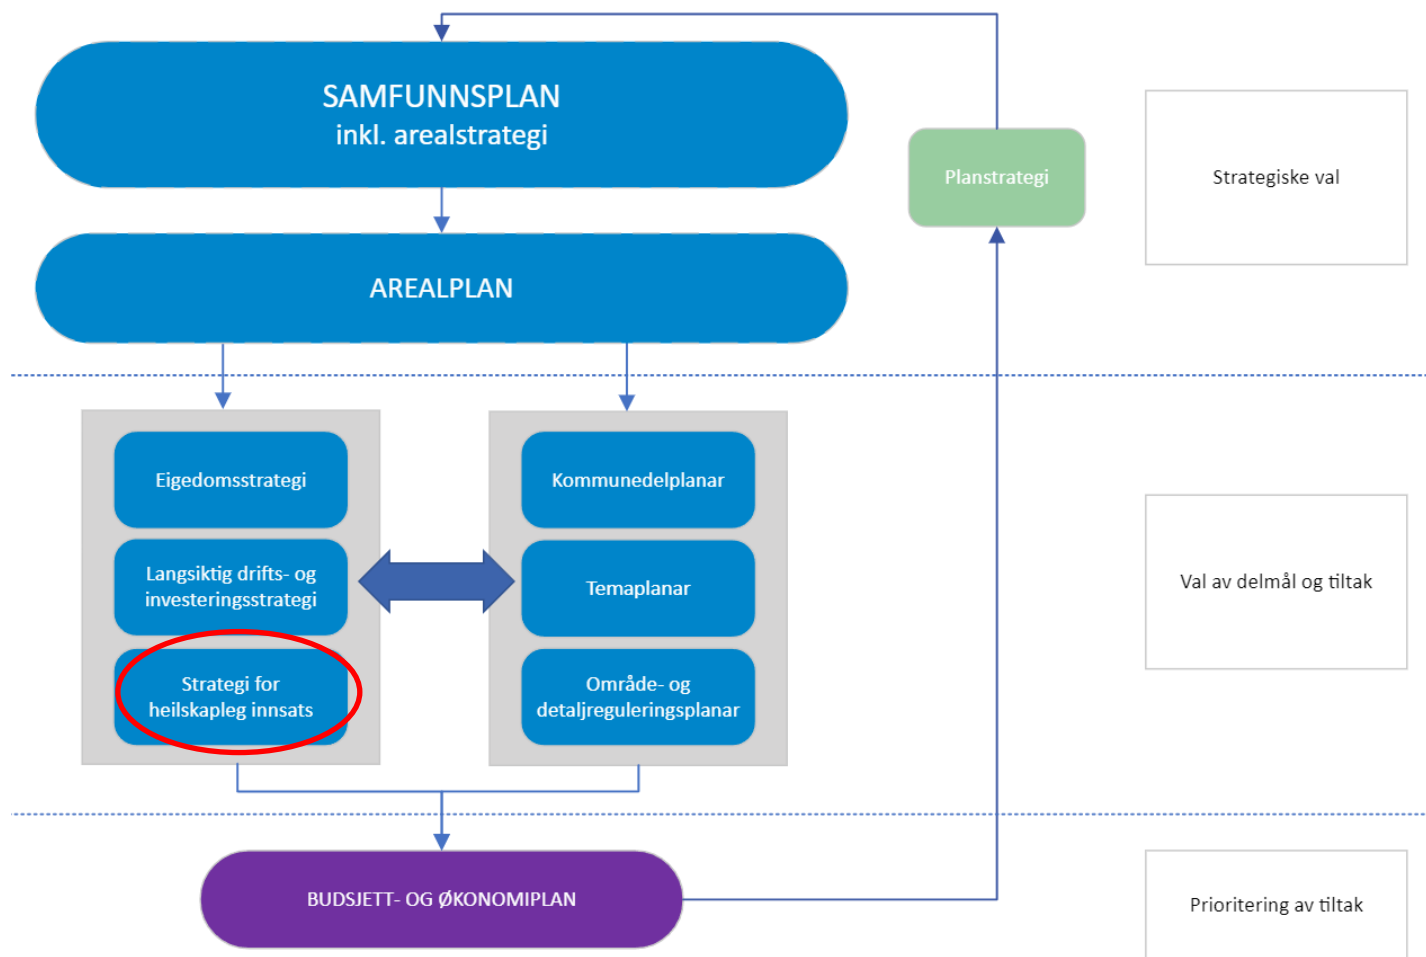 SAMFUNNSPLAN
inkl. arealstrategi
Planstrategi
Strategiske val
AREALPLAN
Eigedomsstrategi
Langsiktig drifts- og
investeringsstrategi
Strategi for
heilskapleg innsats
Kommunedelplanar
Temaplanar
Område- og
detaljreguleringsplanar
Val av delmål og tiltak
BUDSJETT- OG ØKONOMIPLAN
Prioritering av tiltak